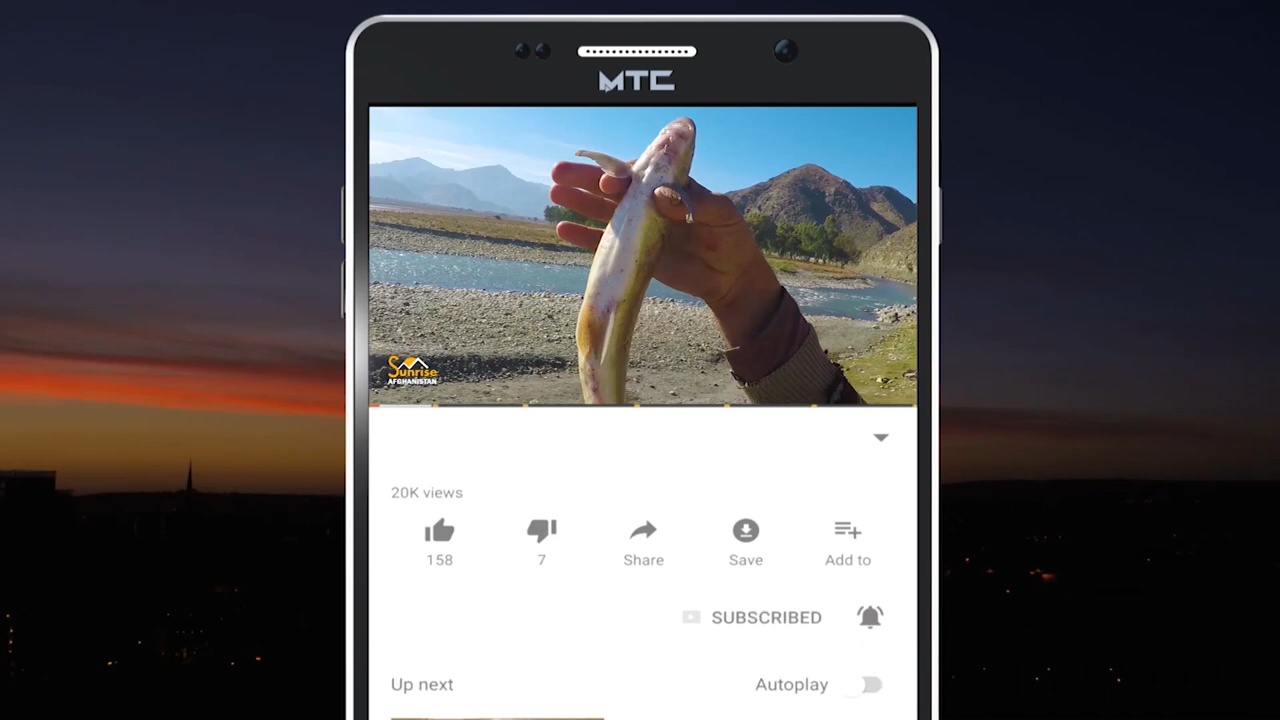 MTC
Sunrise
AFGHANISTAN
20K views
158
7
Share
Save
Add to
SUBSCRIBED
Up next
Autoplay